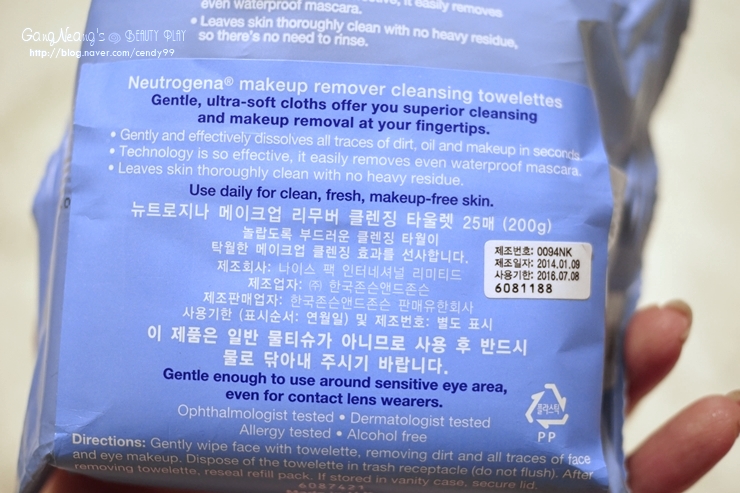 even waterproof mascara.
it easily removes
• Leaves skin thoroughly clean with no heavy residue,
so there's no need to rinse.
GangNeang's @ BEAUTY PLAY
http://blog.naver.com/cendy99
Neutrogena® makeup remover cleansing towelettes
Gentle, ultra-soft cloths offer you superior cleansing
and makeup removal at your fingertips.
• Gently and effectively dissolves all traces of dirt, oil and makeup in seconds.
• Technology is so effective, it easily removes even waterproof mascara.
• Leaves skin thoroughly clean with no heavy residue.
Use daily for clean, fresh, makeup-free skin.
뉴트로지나 메이크업 리무버 클렌징 타올렛 25매 (200g)
놀랍도록 부드러운 클렌징 타월이
탁월한 메이크업 클렌징 효과를 선사합니다.
제조회사: 나이스 팩 인터네셔널 리미티드
제조업자: ㈜ 한국존슨앤드존슨
제조판매업자: 한국존슨앤드존슨 판매유한회사
사용기한 (표시순서: 연월일) 및 제조번호: 별도 표시
제조번호: 0094NK
제조일자: 2014.01.09
사용기한: 2016.07.08
6081188
이 제품은 일반 물티슈가 아니므로 사용 후 반드시
물로 닦아내 주시기 바랍니다.
Gentle enough to use around sensitive eye area,
even for contact lens wearers.
Ophthalmologist tested • Dermatologist tested
Allergy tested • Alcohol free
플라스틱
PP
Directions: Gently wipe face with towelette, removing dirt and all traces of face
and eye makeup. Dispose of the towelette in trash receptacle (do not flush). After
removing towelette, reseal refill pack. If stored in vanity case, secure lid.
6087421